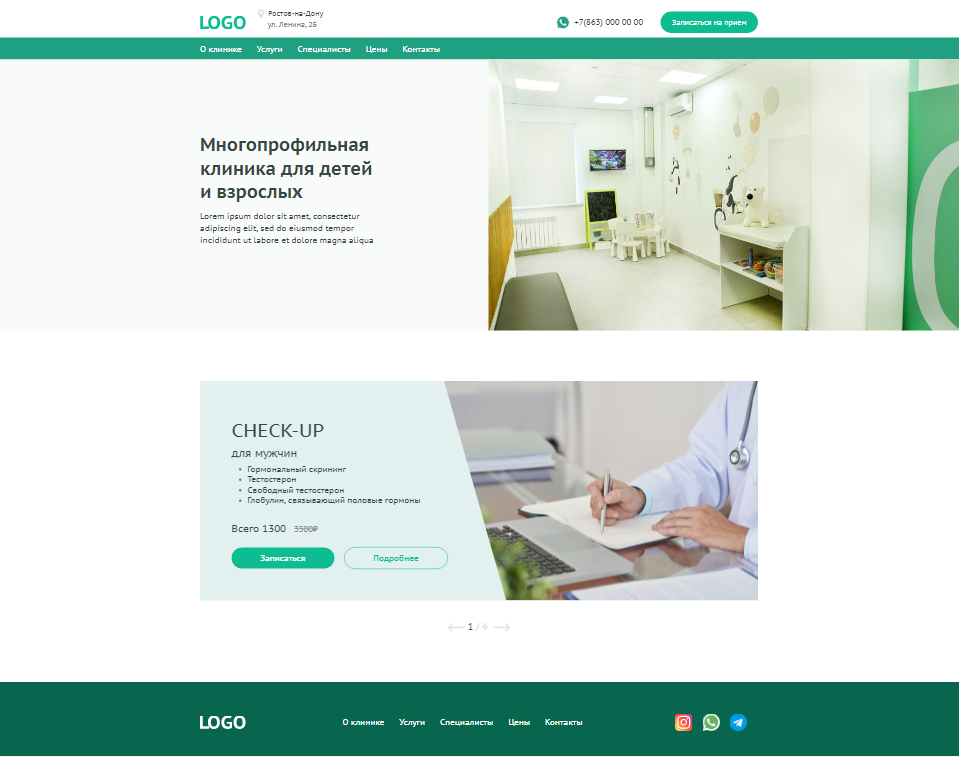 LOGO
Ростов-на-Дону
ул. Ленина, 2Б
+7(863) 000 00 00
Записаться на прием
О клинике Услуги Специалисты Цены Контакты
Многопрофильная
клиника для детей
и взрослых
Lorem ipsum dolor sit amet, consectetur
adipiscing elit, sed do eiusmod tempor
incididunt ut labore et dolore magna aliqua
CHECK-UP
для мужчин
Гормональный скрининг
Тестостерон
Свободный тестостерон
Глобулин, связывающий половые гормоны
Всего 1300 3500₽
Записаться Подробнее
1 / 4
LOGO О клинике Услуги Специалисты Цены Контакты